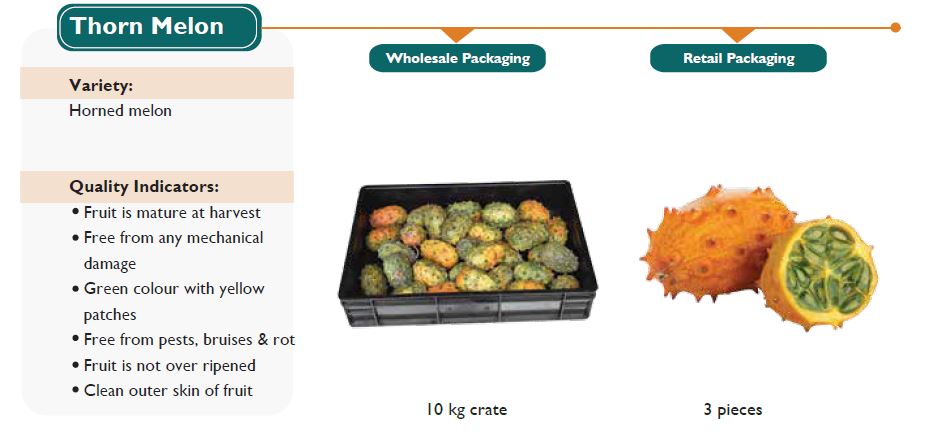 Thorn Melon
Wholesale Packaging
Retail Packaging
Variety:
Horned melon
Quality Indicators:
• Fruit is mature at harvest
• Free from any mechanical
damage
• Green colour with yellow
patches
• Free from pests, bruises & rot
• Fruit is not over ripened
• Clean outer skin of fruit
10 kg crate
3 pieces